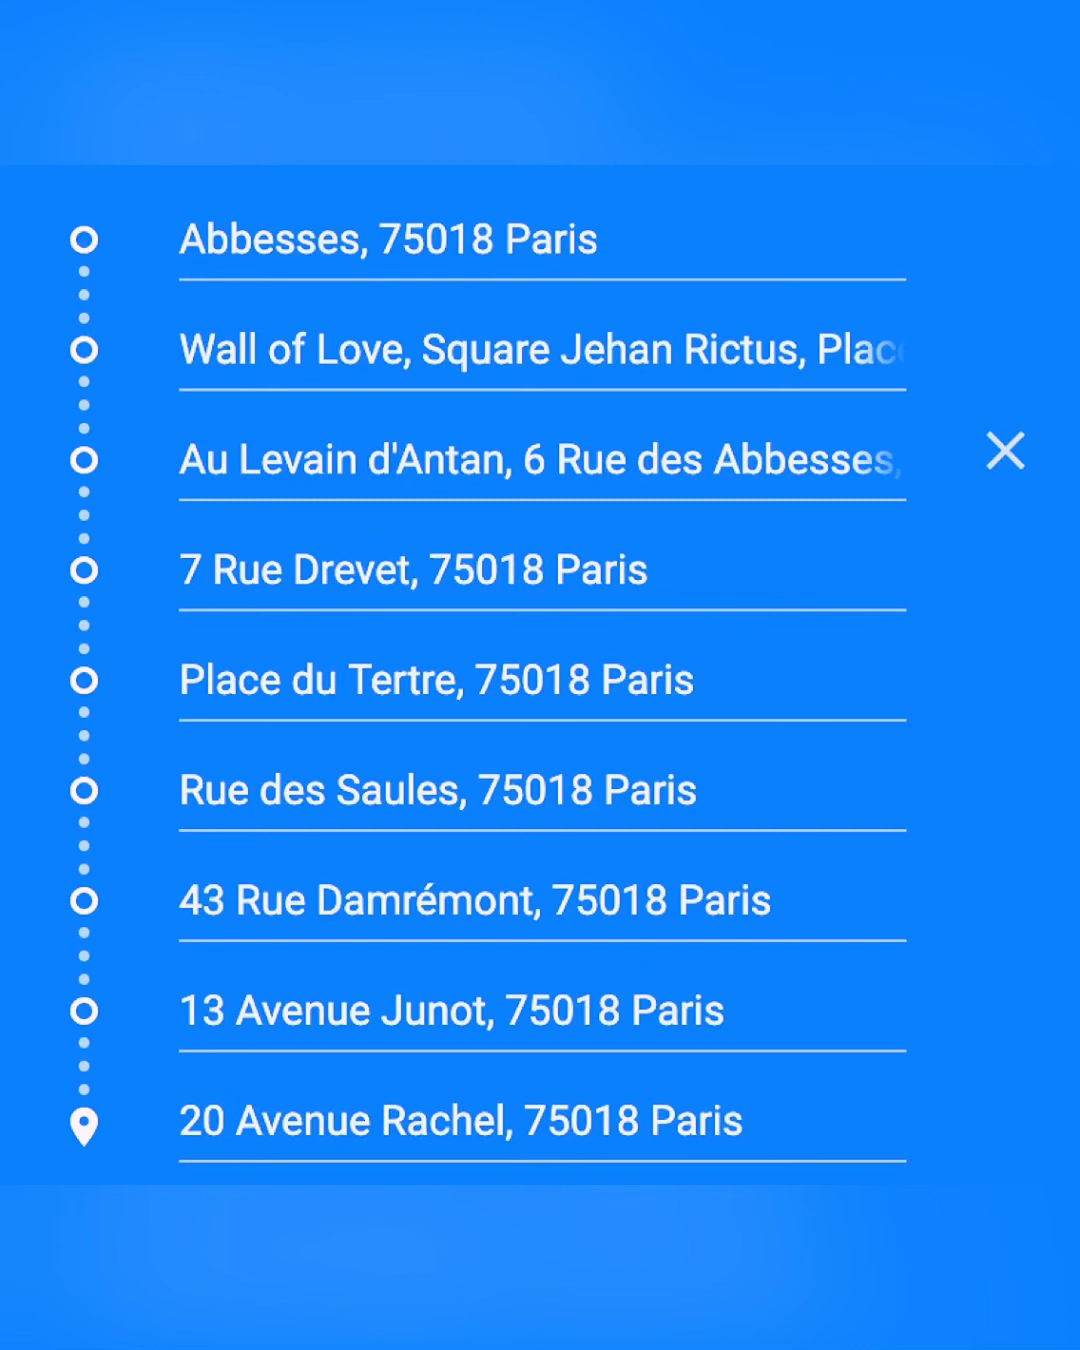 Abbesses, 75018 Paris
Wall of Love, Square Jehan Rictus, Plac
Au Levain d'Antan, 6 Rue des Abbesses,
7 Rue Drevet, 75018 Paris
Place du Tertre, 75018 Paris
Rue des Saules, 75018 Paris
43 Rue Damrémont, 75018 Paris
13 Avenue Junot, 75018 Paris
20 Avenue Rachel, 75018 Paris